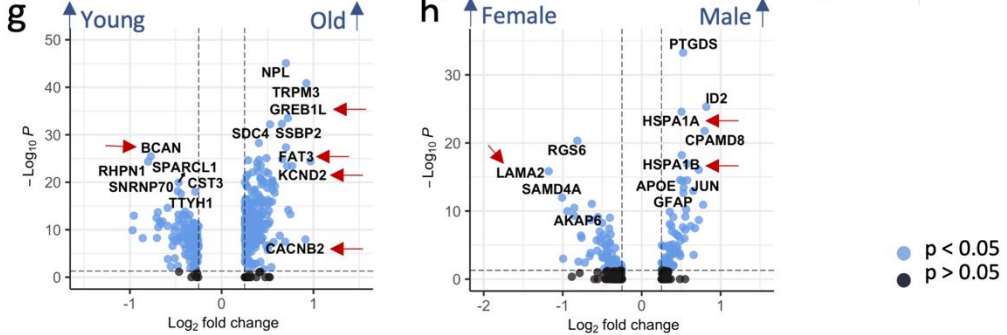 g
Young
Old
50
40
30
20
10
0
– Log10 P
NPL
TRPM3
GREB1L
SDC4 SSBP2
BCAN
FAT3
RHPN1
SPARCL1
KCND2
SNRNP70
CST3
TTYH1
CACNB2
-1
0
1
Log2 fold change
h
Female
Male
30
20
10
0
– Log10 P
PTGDS
ID2
HSPA1A
CPAMD8
RGS6
HSPA1B
LAMA2
SAMD4A
APOE
JUN
GFAP
AKAP6
-2
-1
0
1
Log2 fold change
p < 0.05
p > 0.05